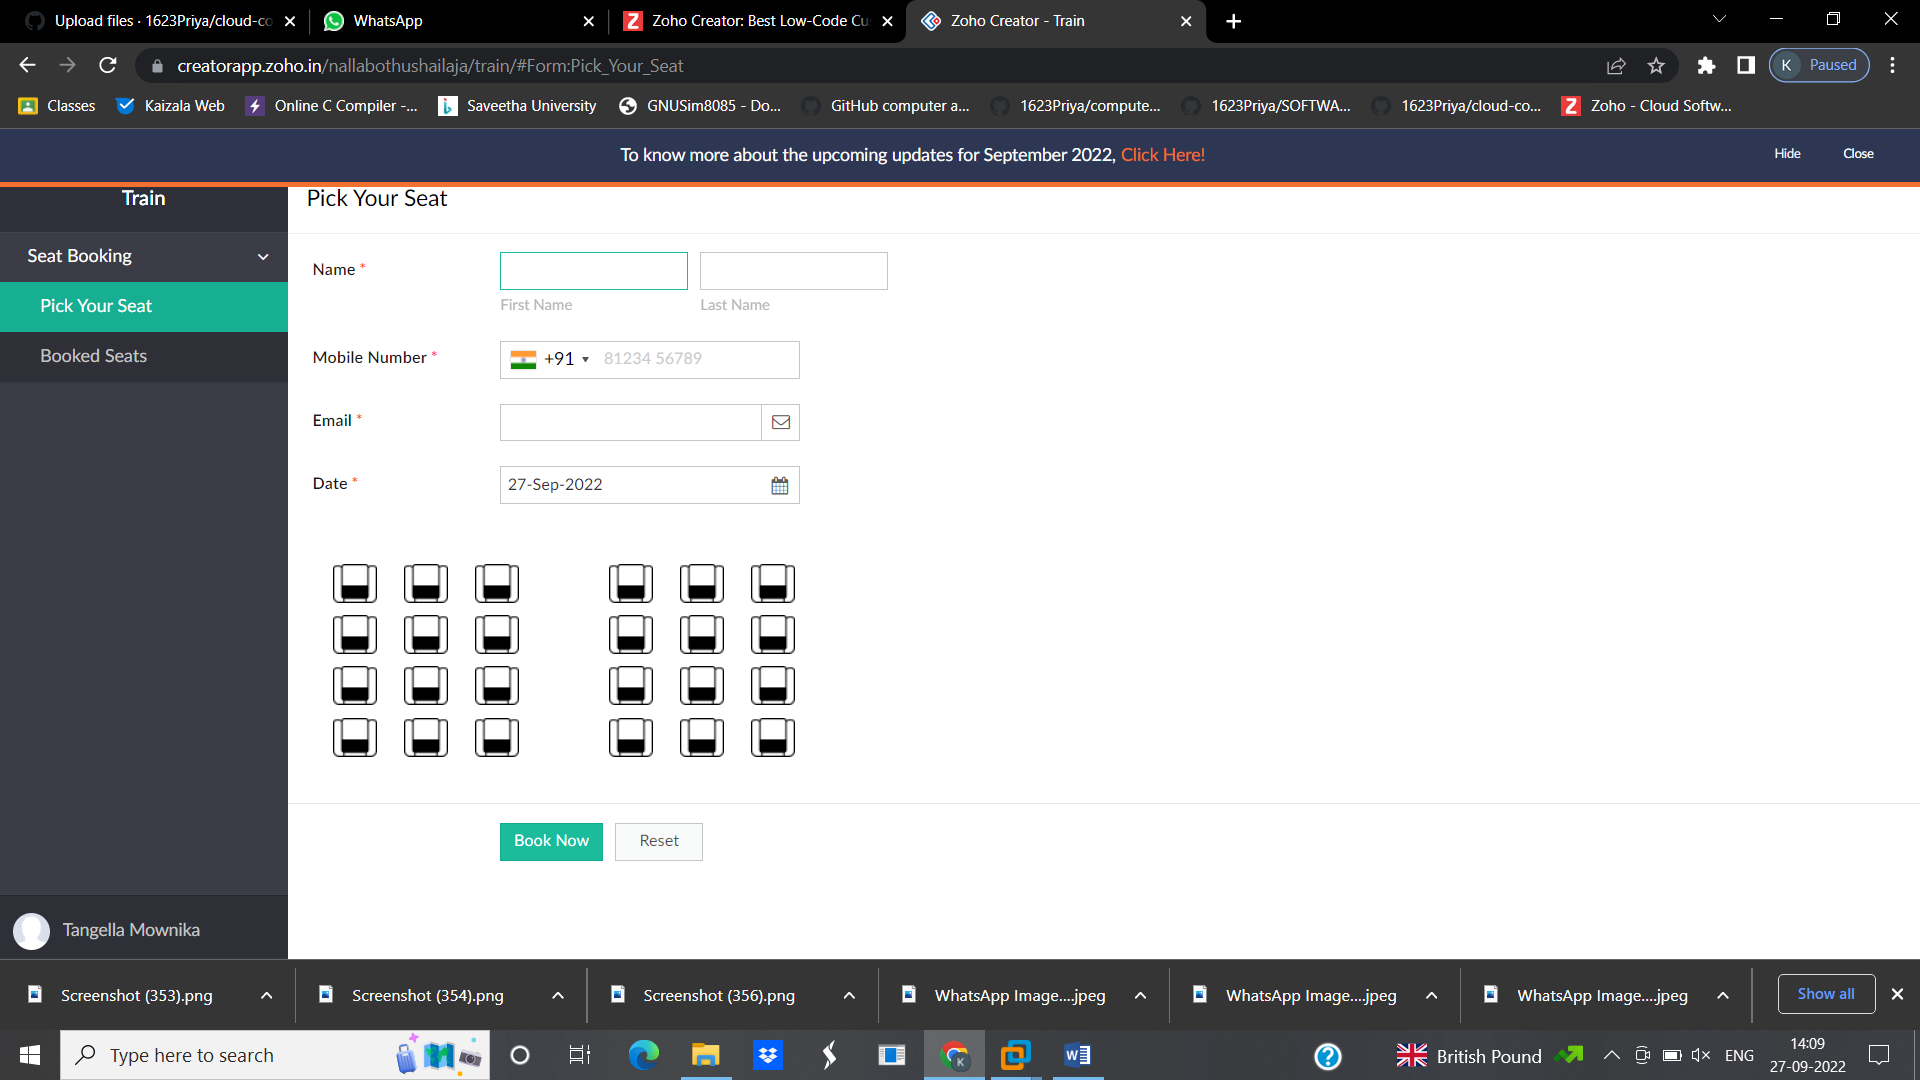 Upload files · 1623Priya/cloud-co
WhatsApp
Zoho Creator: Best Low-Code Cu
Zoho Creator - Train
creatorapp.zoho.in/nallabothushailaja/train/#Form:Pick_Your_Seat
K Paused
Classes
Kaizala Web
Online C Compiler -...
Saveetha University
GNUSim8085 - Do...
GitHub computer a...
1623Priya/compute...
1623Priya/SOFTWA...
1623Priya/cloud-co...
Zoho - Cloud Softw...
To know more about the upcoming updates for September 2022, Click Here!
Hide
Close
Train
Pick Your Seat
Seat Booking
Pick Your Seat
Booked Seats
Name *
First Name
Last Name
Mobile Number *
+91 81234 56789
Email *
Date *
27-Sep-2022
Book Now
Reset
Tangella Mownika
Screenshot (353).png
Screenshot (354).png
Screenshot (356).png
WhatsApp Image....jpeg
WhatsApp Image....jpeg
WhatsApp Image....jpeg
Show all
Type here to search
British Pound
ENG
14:09
27-09-2022